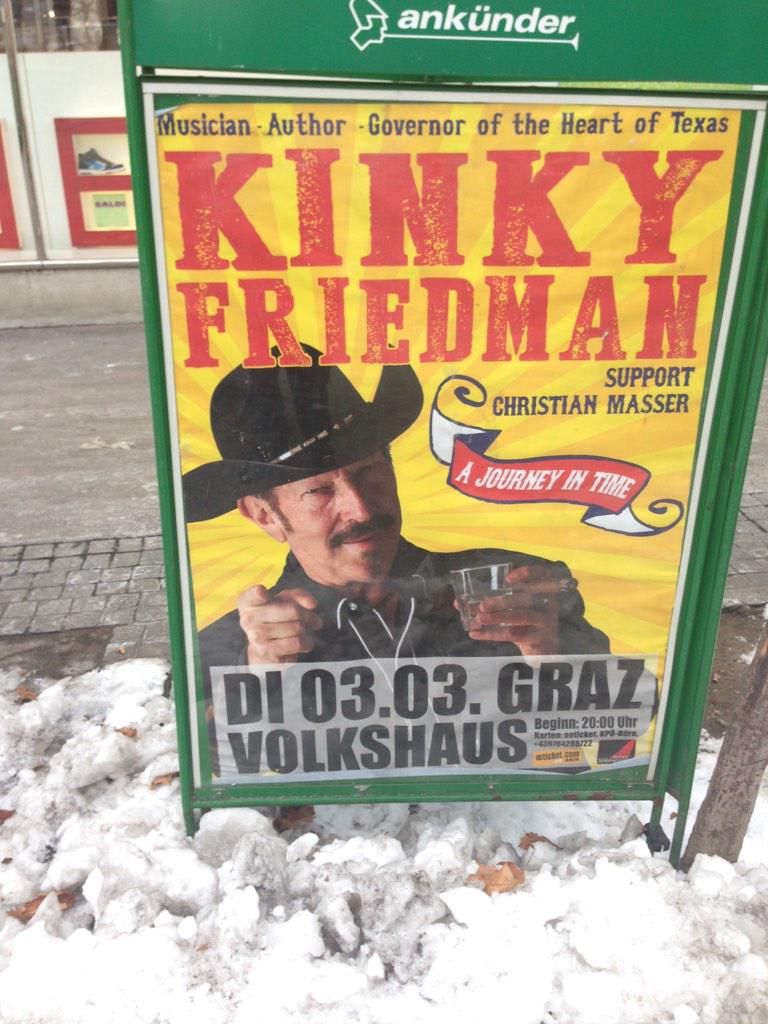 ankünder
Musician - Author - Governor of the Heart of Texas
KINKY
FRIEDMAN
SUPPORT
CHRISTIAN MASSER
A JOURNEY IN TIME
DI 03.03. GRAZ
VOLKSHAUS
Beginn: 20:00 Uhr
Karten: oeticket, KPÖ-Büro,
oeticket.com
SALDI